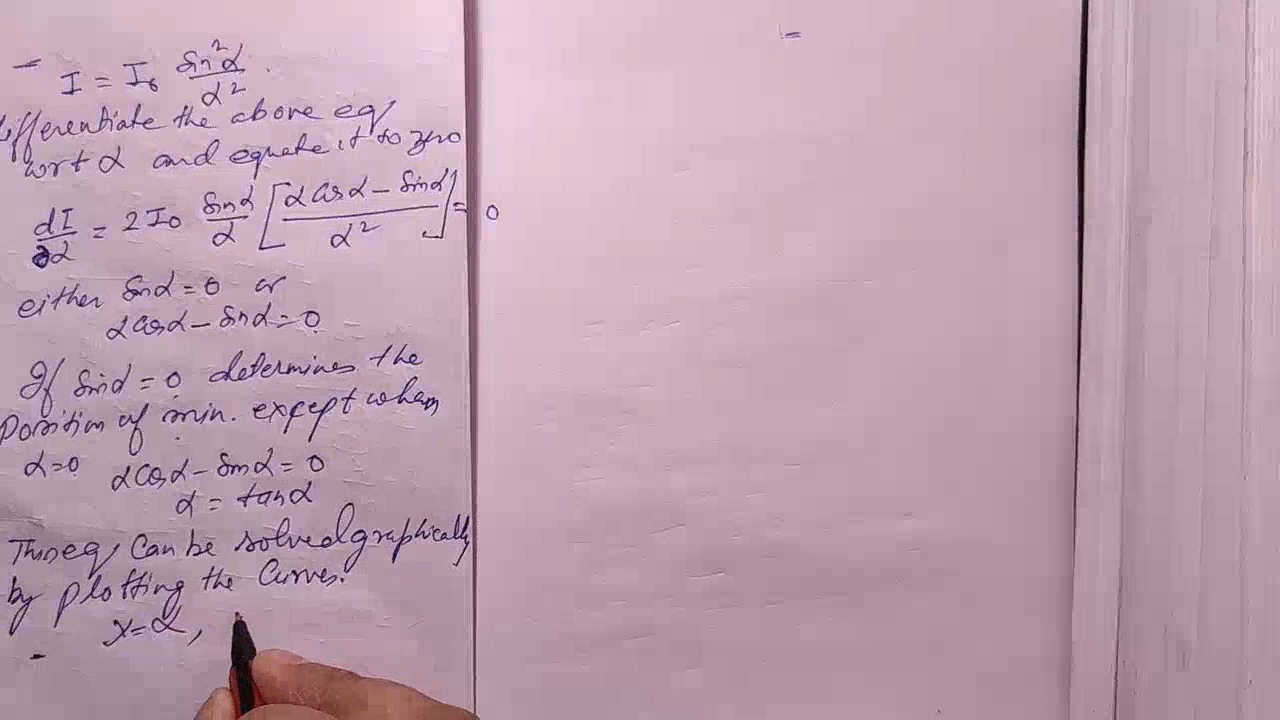 I = I₀ sin²α / α².
differentiate the above eq
wrt α and equate it to zero
dI/dα = 2I₀ sinα/α [ (αcosα − sinα) / α² ] = 0
either sinα = 0 or
αcosα − sinα = 0
If sinα = 0 determines the
position of min. except when
α=0 αcosα − sinα = 0
α = tanα
This eq, can be solved graphically
by plotting the curves.
y=α,